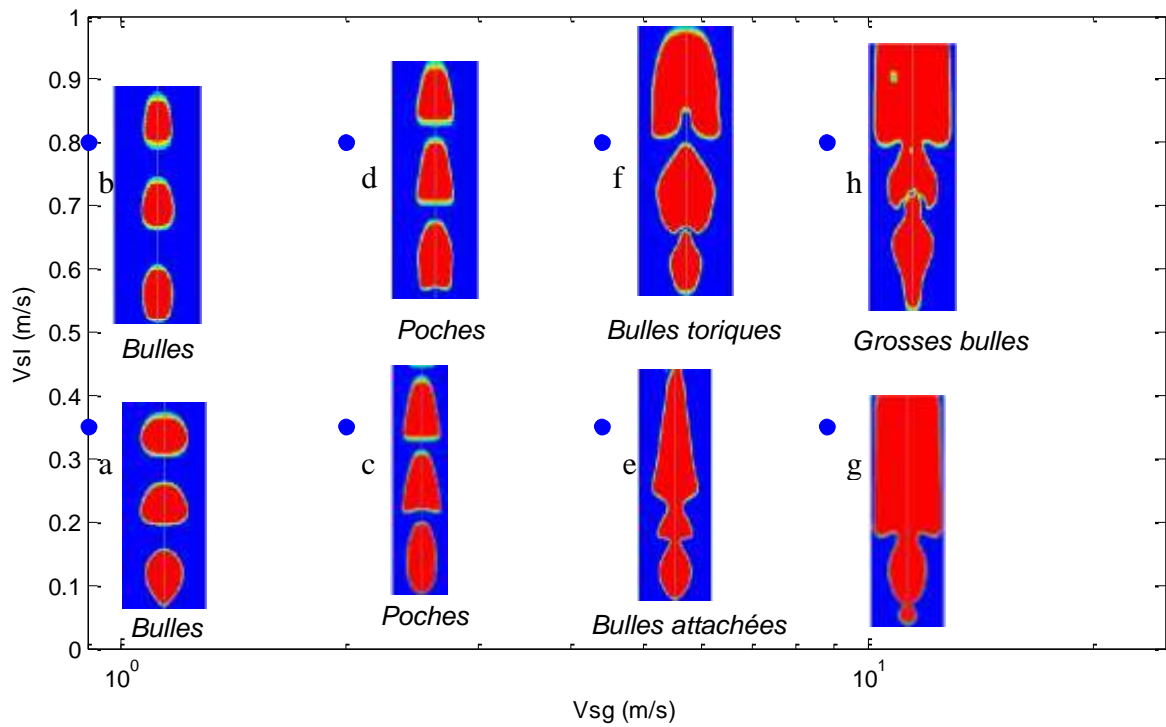 1
0.9
0.8
b
d
f
h
0.7
0.6
0.5
Bulles
Poches
Bulles toriques
Grosses bulles
Vsl (m/s)
0.4
0.3
a
c
e
g
0.2
0.1
Bulles
Poches
Bulles attachées
0
10^0
10^1
Vsg (m/s)